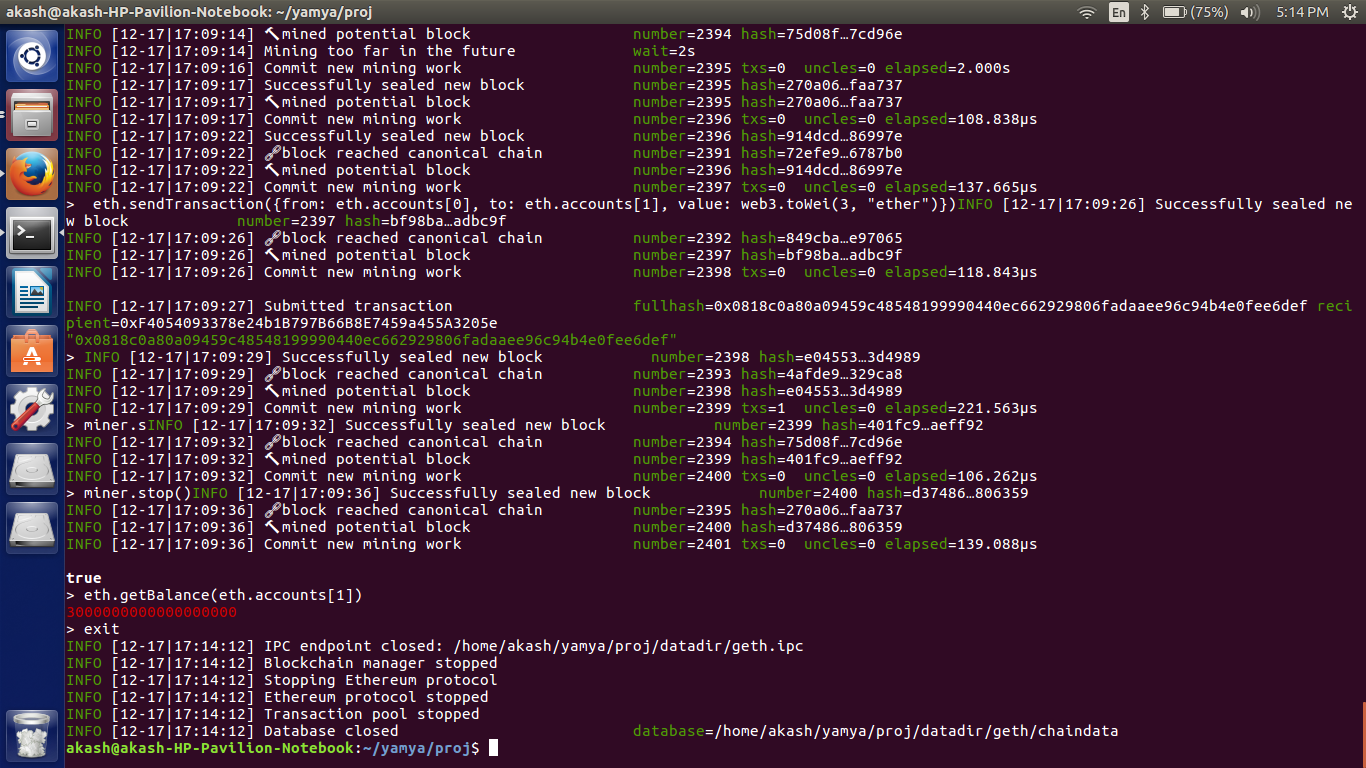 akash@akash-HP-Pavilion-Notebook: ~/yamya/proj En (75%) 5:14 PM
INFO [12-17|17:09:14] 🔨mined potential block number=2394 hash=75d08f…7cd96e
INFO [12-17|17:09:14] Mining too far in the future wait=2s
INFO [12-17|17:09:16] Commit new mining work number=2395 txs=0 uncles=0 elapsed=2.000s
INFO [12-17|17:09:17] Successfully sealed new block number=2395 hash=270a06…faa737
INFO [12-17|17:09:17] 🔨mined potential block number=2395 hash=270a06…faa737
INFO [12-17|17:09:17] Commit new mining work number=2396 txs=0 uncles=0 elapsed=108.838µs
INFO [12-17|17:09:22] Successfully sealed new block number=2396 hash=914dcd…86997e
INFO [12-17|17:09:22] 🔗block reached canonical chain number=2391 hash=72efe9…6787b0
INFO [12-17|17:09:22] 🔨mined potential block number=2396 hash=914dcd…86997e
INFO [12-17|17:09:22] Commit new mining work number=2397 txs=0 uncles=0 elapsed=137.665µs
> eth.sendTransaction({from: eth.accounts[0], to: eth.accounts[1], value: web3.toWei(3, "ether")})INFO [12-17|17:09:26] Successfully sealed ne
w block number=2397 hash=bf98ba…adbc9f
INFO [12-17|17:09:26] 🔗block reached canonical chain number=2392 hash=849cba…e97065
INFO [12-17|17:09:26] 🔨mined potential block number=2397 hash=bf98ba…adbc9f
INFO [12-17|17:09:26] Commit new mining work number=2398 txs=0 uncles=0 elapsed=118.843µs
INFO [12-17|17:09:27] Submitted transaction fullhash=0x0818c0a80a09459c48548199990440ec662929806fadaaee96c94b4e0fee6def reci
pient=0xF4054093378e24b1B797B66B8E7459a455A3205e
"0x0818c0a80a09459c48548199990440ec662929806fadaaee96c94b4e0fee6def"
> INFO [12-17|17:09:29] Successfully sealed new block number=2398 hash=e04553…3d4989
INFO [12-17|17:09:29] 🔗block reached canonical chain number=2393 hash=4afde9…329ca8
INFO [12-17|17:09:29] 🔨mined potential block number=2398 hash=e04553…3d4989
INFO [12-17|17:09:29] Commit new mining work number=2399 txs=1 uncles=0 elapsed=221.563µs
> miner.sINFO [12-17|17:09:32] Successfully sealed new block number=2399 hash=401fc9…aeff92
INFO [12-17|17:09:32] 🔗block reached canonical chain number=2394 hash=75d08f…7cd96e
INFO [12-17|17:09:32] 🔨mined potential block number=2399 hash=401fc9…aeff92
INFO [12-17|17:09:32] Commit new mining work number=2400 txs=0 uncles=0 elapsed=106.262µs
> miner.stop()INFO [12-17|17:09:36] Successfully sealed new block number=2400 hash=d37486…806359
INFO [12-17|17:09:36] 🔗block reached canonical chain number=2395 hash=270a06…faa737
INFO [12-17|17:09:36] 🔨mined potential block number=2400 hash=d37486…806359
INFO [12-17|17:09:36] Commit new mining work number=2401 txs=0 uncles=0 elapsed=139.088µs
true
> eth.getBalance(eth.accounts[1])
3000000000000000000
> exit
INFO [12-17|17:14:12] IPC endpoint closed: /home/akash/yamya/proj/datadir/geth.ipc
INFO [12-17|17:14:12] Blockchain manager stopped
INFO [12-17|17:14:12] Stopping Ethereum protocol
INFO [12-17|17:14:12] Ethereum protocol stopped
INFO [12-17|17:14:12] Transaction pool stopped
INFO [12-17|17:14:12] Database closed database=/home/akash/yamya/proj/datadir/geth/chaindata
akash@akash-HP-Pavilion-Notebook:~/yamya/proj$